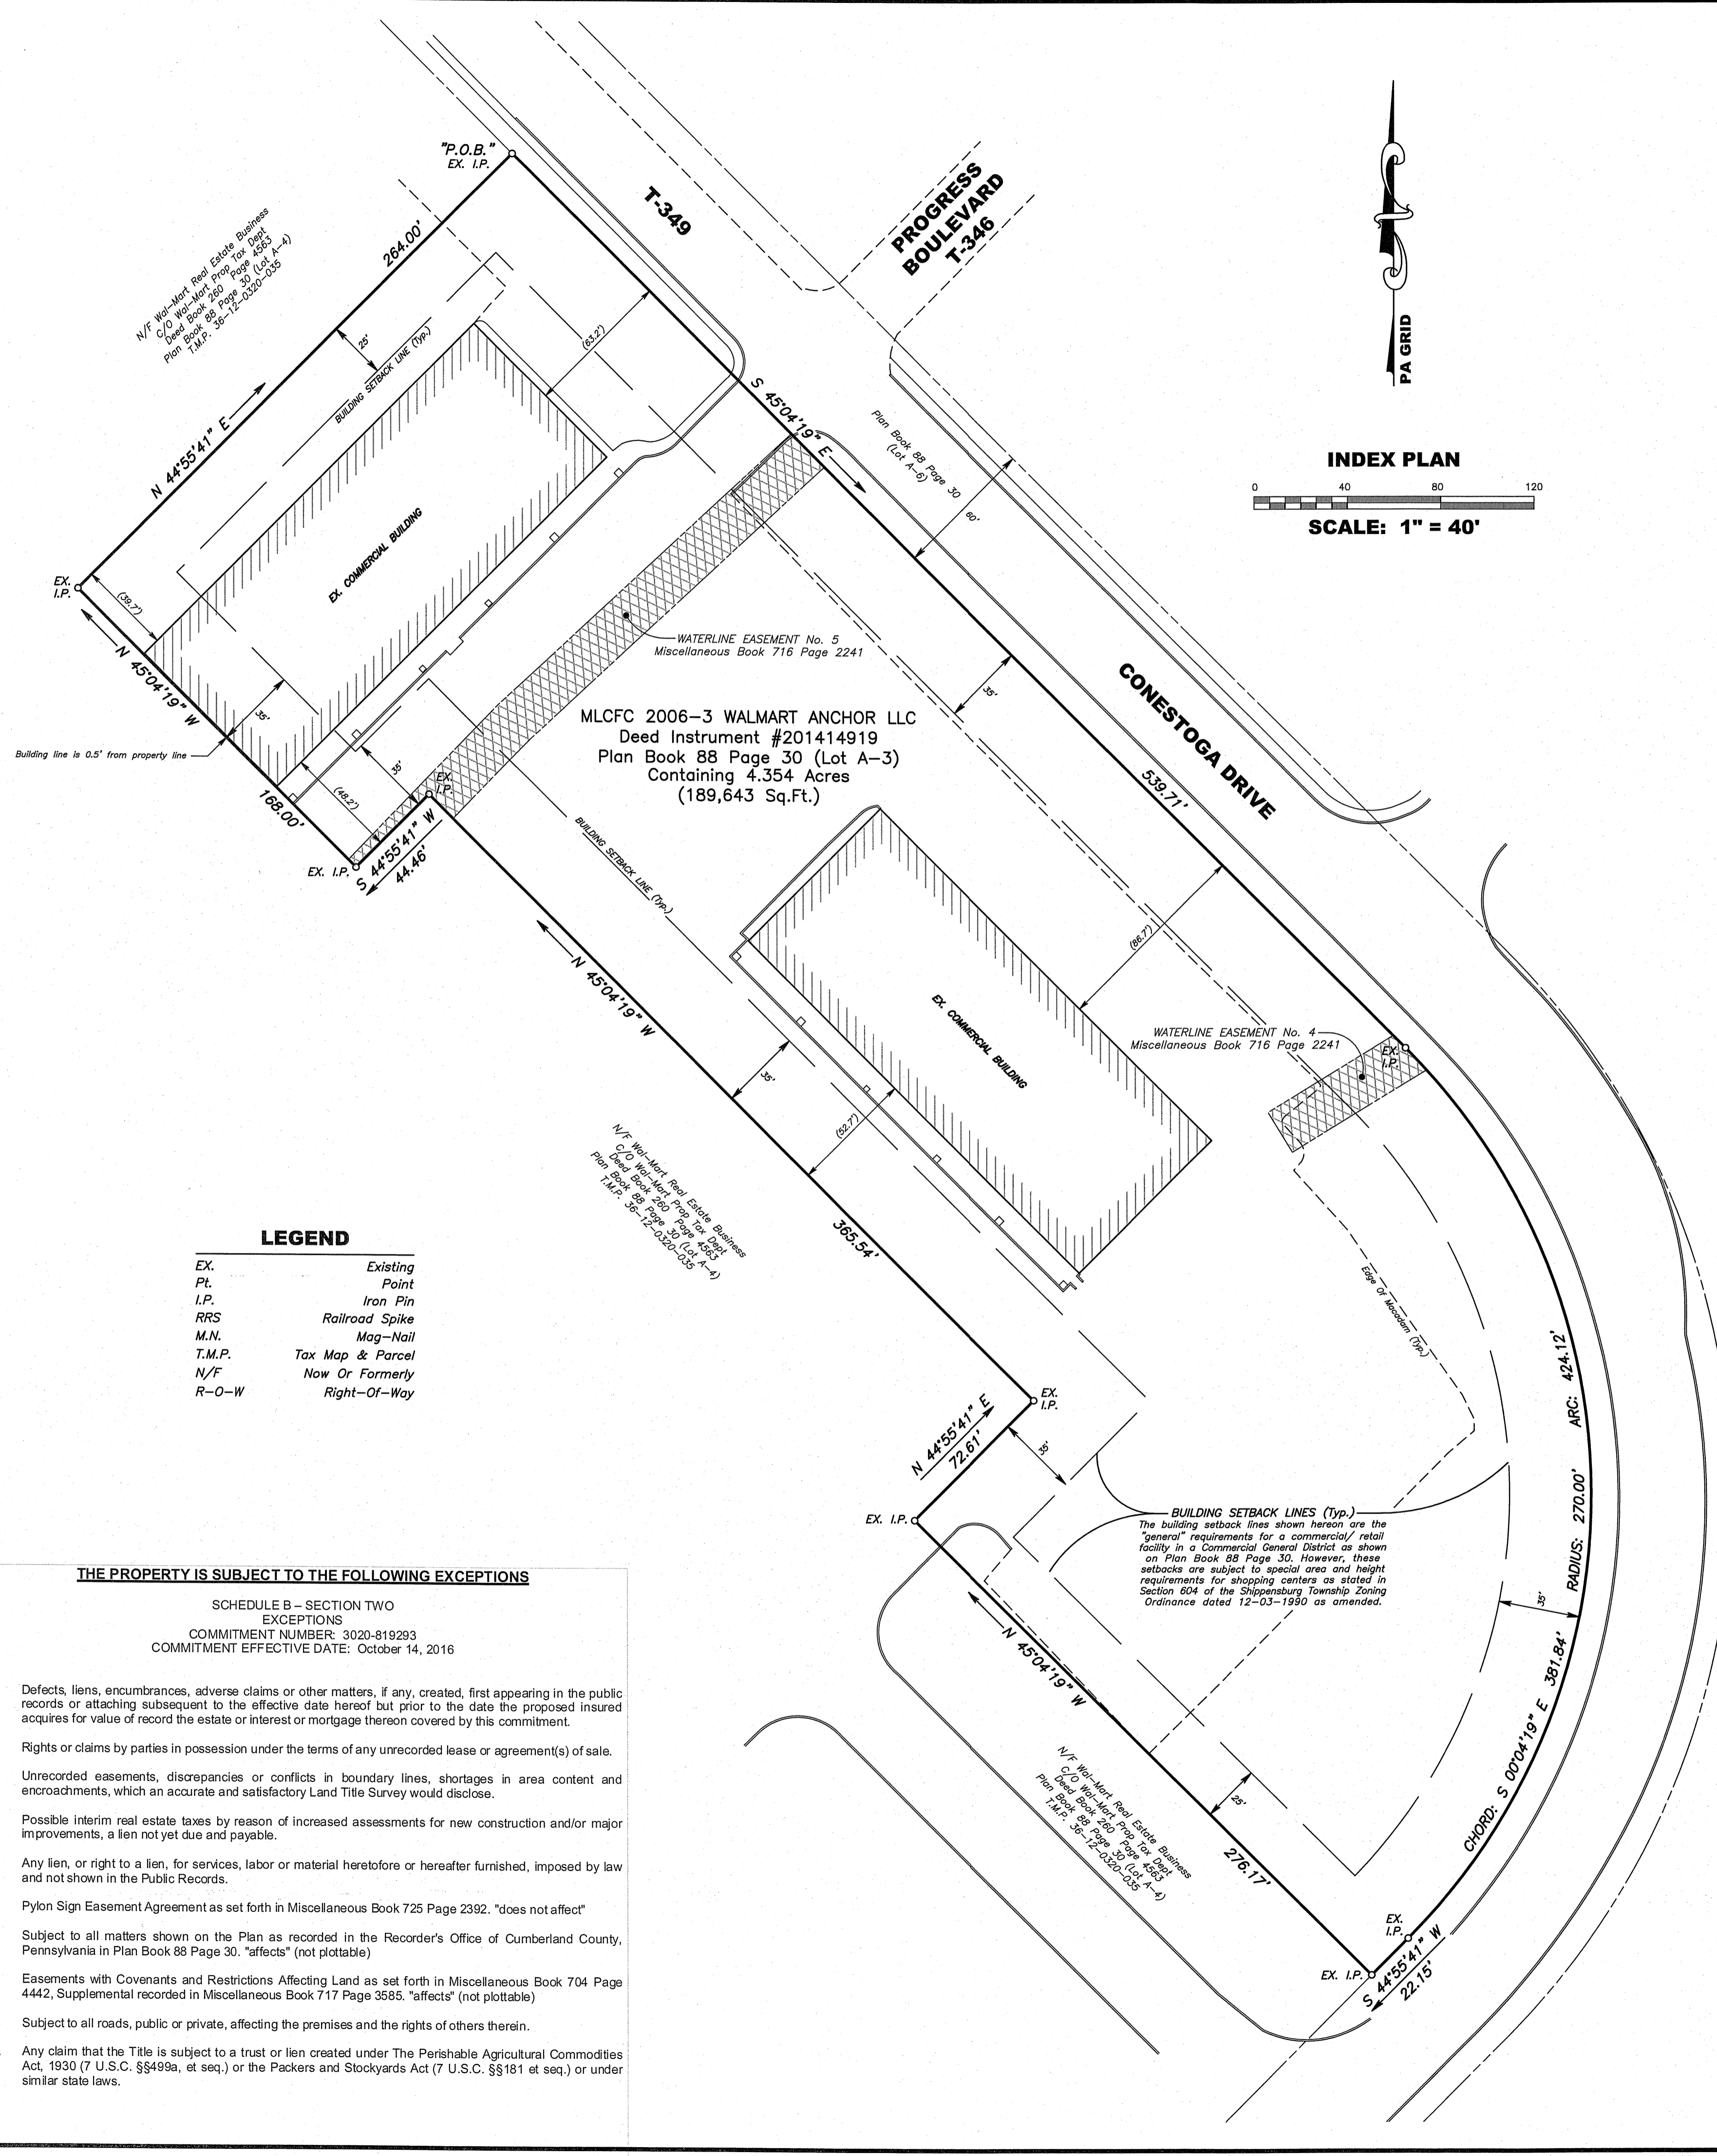 "P.O.B."
EX. I.P.
T-349
PROGRESS
BOULEVARD
T-346
PA GRID
INDEX PLAN
0 40 80 120
SCALE: 1" = 40'
N/F Wal-Mart Real Estate Business
C/O Wal-Mart Prop Tax Dept
Deed Book 260 Page 4563
Plan Book 88 Page 30 (Lot A-4)
T.M.P. 36-12-0320-035
264.00'
N 44°55'41" E
25'
BUILDING SETBACK LINE (Typ.)
(63.2')
S 45°04'19" E
Plan Book 88 Page 30
(Lot A-6)
60'
EX. COMMERCIAL BUILDING
EX.
I.P.
(39.7')
N 45°04'19" W
35'
Building line is 0.5' from property line
168.00'
(48.2')
35'
EX.
I.P.
EX. I.P.
S 44°55'41" W
44.46'
WATERLINE EASEMENT No. 5
Miscellaneous Book 716 Page 2241
35'
MLCFC 2006-3 WALMART ANCHOR LLC
Deed Instrument #201414919
Plan Book 88 Page 30 (Lot A-3)
Containing 4.354 Acres
(189,643 Sq.Ft.)
CONESTOGA DRIVE
539.71'
BUILDING SETBACK LINE (Typ.)
N 45°04'19" W
(86.7')
EX. COMMERCIAL BUILDING
WATERLINE EASEMENT No. 4
Miscellaneous Book 716 Page 2241
EX.
I.P.
35'
(52.7')
N/F Wal-Mart Real Estate Business
C/O Wal-Mart Prop Tax Dept
Deed Book 260 Page 4563
Plan Book 88 Page 30 (Lot A-4)
T.M.P. 36-12-0320-035
365.54'
Edge Of Macadam (Typ.)
LEGEND
EX. Existing
Pt. Point
I.P. Iron Pin
RRS Railroad Spike
M.N. Mag-Nail
T.M.P. Tax Map & Parcel
N/F Now Or Formerly
R-O-W Right-Of-Way
EX.
I.P.
N 44°55'41" E
72.61'
35'
EX. I.P.
RADIUS: 270.00' ARC: 424.12'
BUILDING SETBACK LINES (Typ.)
The building setback lines shown hereon are the
"general" requirements for a commercial/ retail
facility in a Commercial General District as shown
on Plan Book 88 Page 30. However, these
setbacks are subject to special area and height
requirements for shopping centers as stated in
Section 604 of the Shippensburg Township Zoning
Ordinance dated 12-03-1990 as amended.
35'
CHORD: S 00°04'19" E 381.84'
N 45°04'19" W
25'
N/F Wal-Mart Real Estate Business
C/O Wal-Mart Prop Tax Dept
Deed Book 260 Page 4563
Plan Book 88 Page 30 (Lot A-4)
T.M.P. 36-12-0320-035
276.17'
EX.
I.P.
EX. I.P.
S 44°55'41" W
22.15'
THE PROPERTY IS SUBJECT TO THE FOLLOWING EXCEPTIONS
SCHEDULE B – SECTION TWO
EXCEPTIONS
COMMITMENT NUMBER: 3020-819293
COMMITMENT EFFECTIVE DATE: October 14, 2016
Defects, liens, encumbrances, adverse claims or other matters, if any, created, first appearing in the public
records or attaching subsequent to the effective date hereof but prior to the date the proposed insured
acquires for value of record the estate or interest or mortgage thereon covered by this commitment.
Rights or claims by parties in possession under the terms of any unrecorded lease or agreement(s) of sale.
Unrecorded easements, discrepancies or conflicts in boundary lines, shortages in area content and
encroachments, which an accurate and satisfactory Land Title Survey would disclose.
Possible interim real estate taxes by reason of increased assessments for new construction and/or major
improvements, a lien not yet due and payable.
Any lien, or right to a lien, for services, labor or material heretofore or hereafter furnished, imposed by law
and not shown in the Public Records.
Pylon Sign Easement Agreement as set forth in Miscellaneous Book 725 Page 2392. "does not affect"
Subject to all matters shown on the Plan as recorded in the Recorder's Office of Cumberland County,
Pennsylvania in Plan Book 88 Page 30. "affects" (not plottable)
Easements with Covenants and Restrictions Affecting Land as set forth in Miscellaneous Book 704 Page
4442, Supplemental recorded in Miscellaneous Book 717 Page 3585. "affects" (not plottable)
Subject to all roads, public or private, affecting the premises and the rights of others therein.
Any claim that the Title is subject to a trust or lien created under The Perishable Agricultural Commodities
Act, 1930 (7 U.S.C. §§499a, et seq.) or the Packers and Stockyards Act (7 U.S.C. §§181 et seq.) or under
similar state laws.